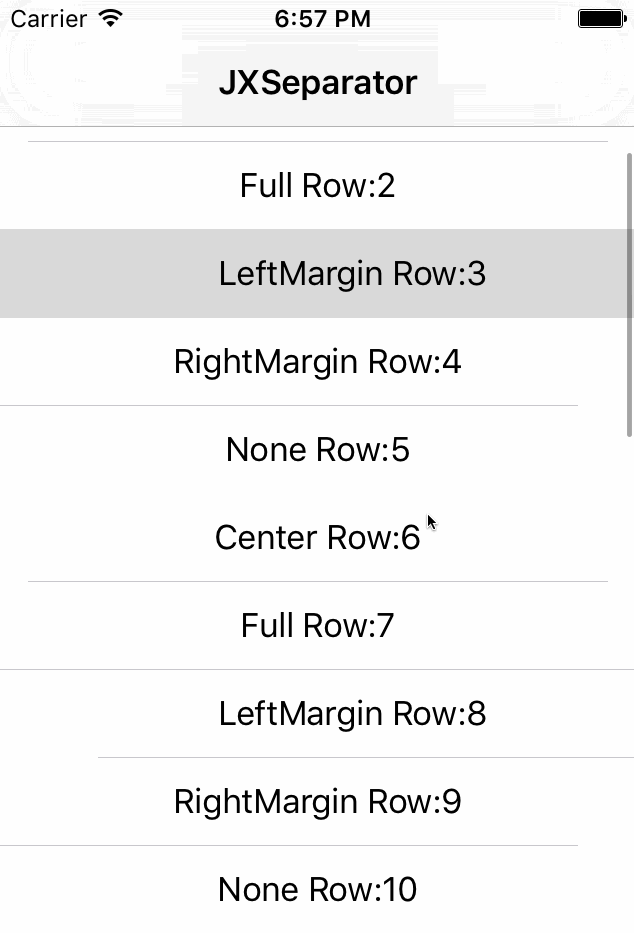 Carrier 6:57 PM
JXSeparator
Full Row:2
LeftMargin Row:3
RightMargin Row:4
None Row:5
Center Row:6
Full Row:7
LeftMargin Row:8
RightMargin Row:9
None Row:10